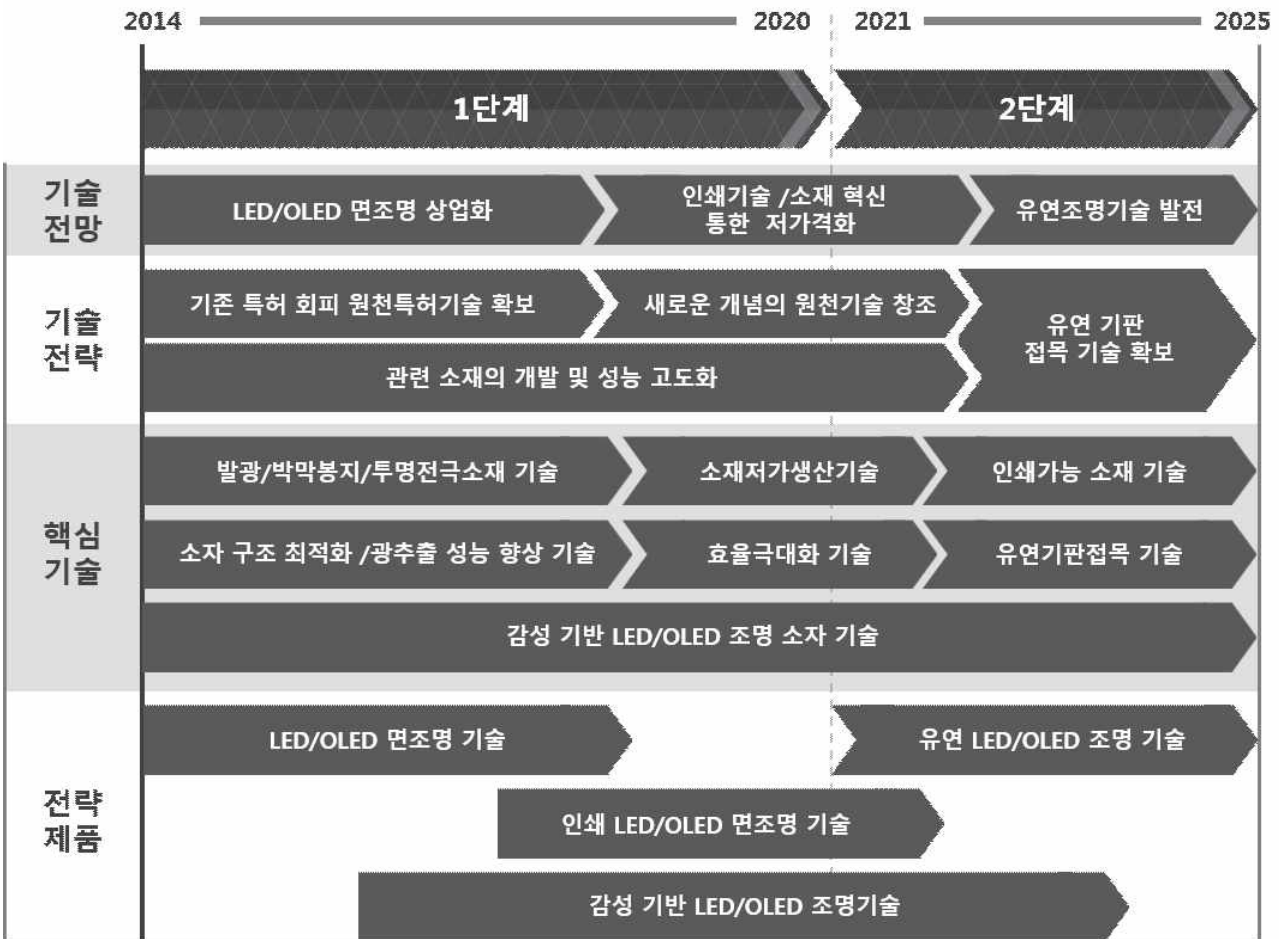 2014 2020 2021 2025
1단계 2단계
기술
전망
LED/OLED 면조명 상업화
인쇄기술 /소재 혁신
통한 저가격화
유연조명기술 발전
기술
전략
기존 특허 회피 원천특허기술 확보
새로운 개념의 원천기술 창조
유연 기판
접목 기술 확보
관련 소재의 개발 및 성능 고도화
핵심
기술
발광/박막봉지/투명전극소재 기술
소재저가생산기술
인쇄가능 소재 기술
소자 구조 최적화 /광추출 성능 향상 기술
효율극대화 기술
유연기판접목 기술
감성 기반 LED/OLED 조명 소자 기술
전략
제품
LED/OLED 면조명 기술
유연 LED/OLED 조명 기술
인쇄 LED/OLED 면조명 기술
감성 기반 LED/OLED 조명기술